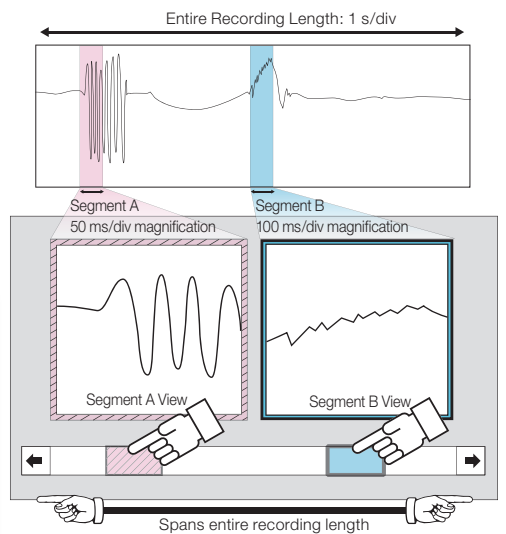 Entire Recording Length: 1 s/div
Segment A
50 ms/div magnification
Segment B
100 ms/div magnification
Segment A View
Segment B View
Spans entire recording length